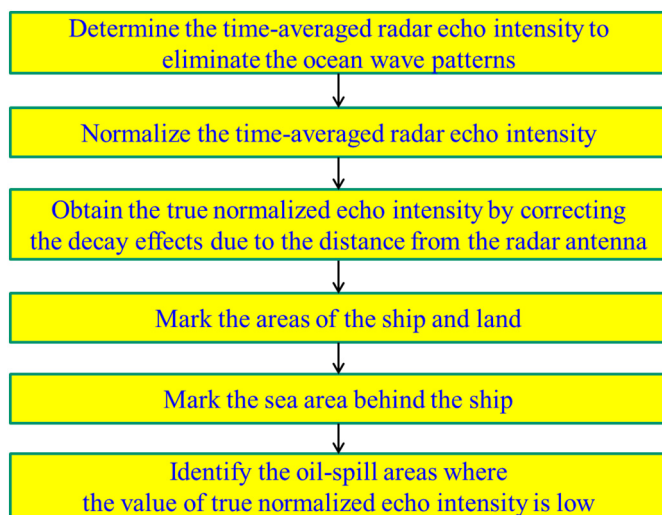 Determine the time-averaged radar echo intensity to
eliminate the ocean wave patterns
Normalize the time-averaged radar echo intensity
Obtain the true normalized echo intensity by correcting
the decay effects due to the distance from the radar antenna
Mark the areas of the ship and land
Mark the sea area behind the ship
Identify the oil-spill areas where
the value of true normalized echo intensity is low